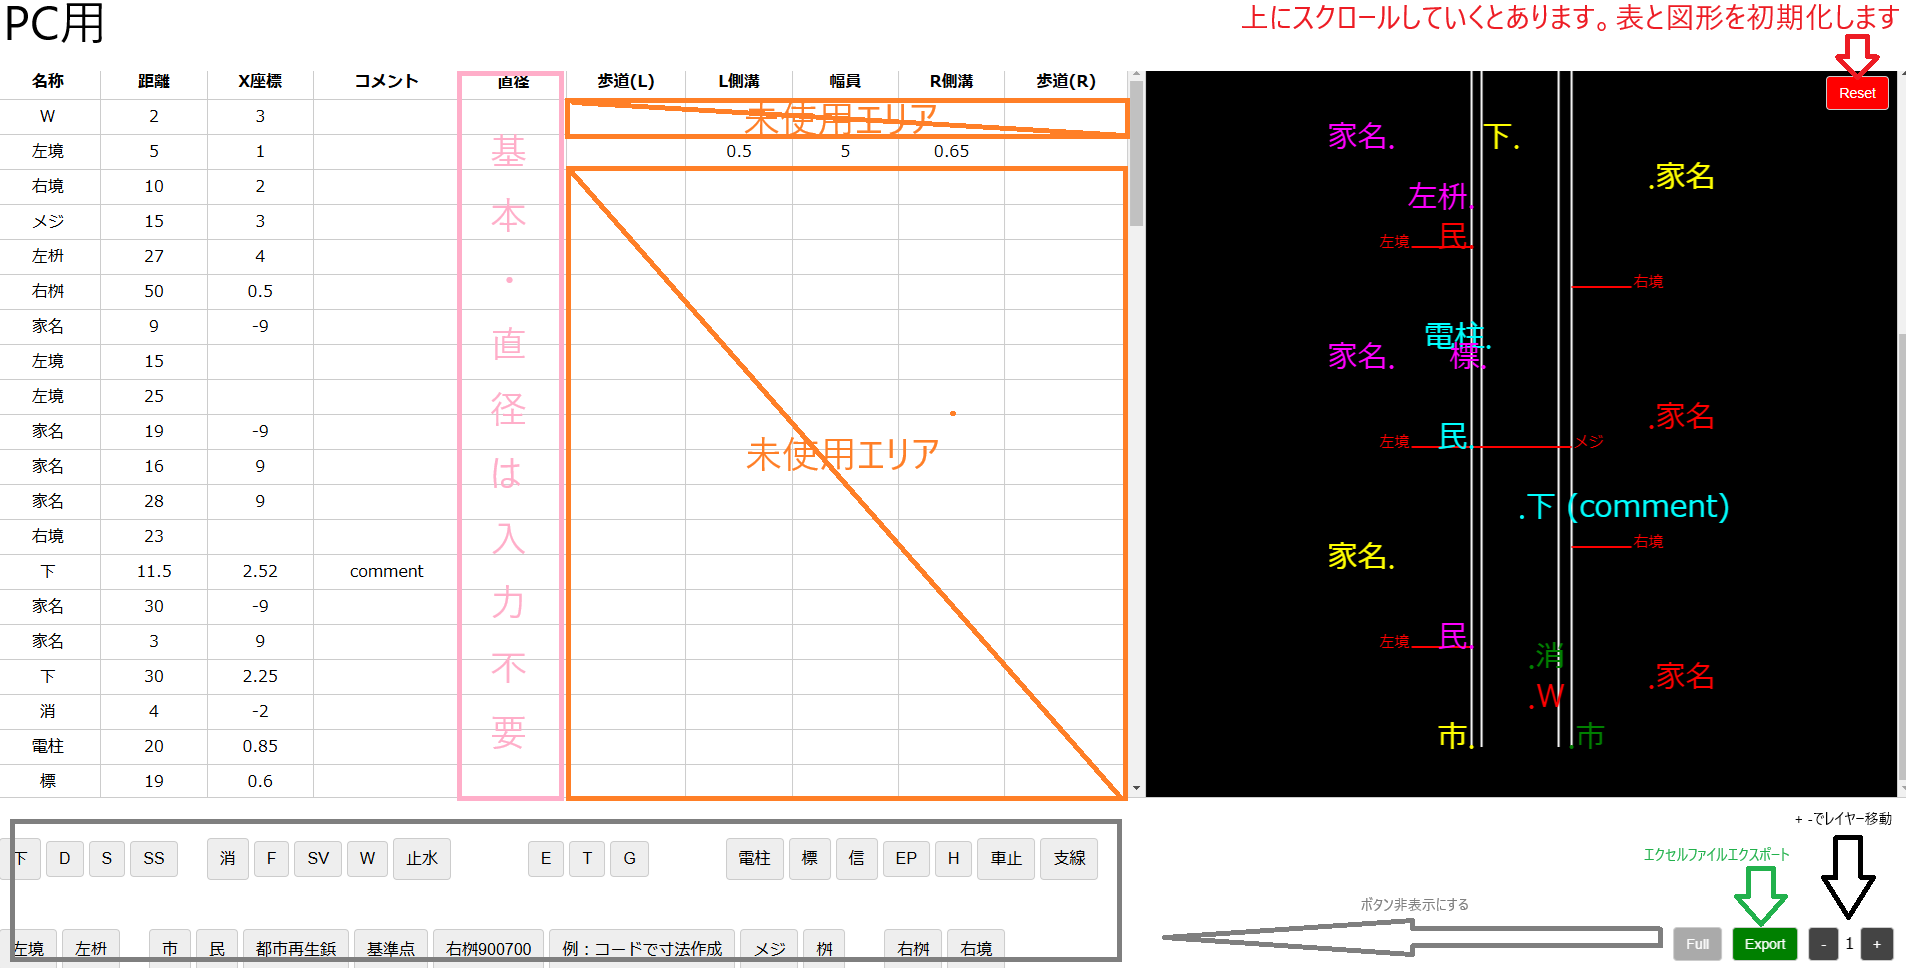 PC用
上にスクロールしていくとあります。表と図形を初期化します
Reset
名称 距離 X座標 コメント 直径 歩道(L) L側溝 幅員 R側溝 歩道(R)
W 2 3
未使用エリア
左境 5 1 0.5 5 0.65
右境 10 2
メジ 15 3
左枡 27 4
右桝 50 0.5
家名 9 -9
左境 15
左境 25
家名 19 -9
家名 16 9
家名 28 9
右境 23
下 11.5 2.52 comment
家名 30 -9
家名 3 9
下 30 2.25
消 4 -2
電柱 20 0.85
標 19 0.6
基本・直径は入力不要
未使用エリア
家名. 下.
.家名
左枡.
左境 民.
右境
電柱.
家名. 標.
.家名
左境 民. メジ
.下 (comment)
右境
家名.
左境 民.
.消
.家名
.W
市. .市
下 D S SS 消 F SV W 止水 E T G 電柱 標 信 EP H 車止 支線
左境 左枡 市 民 都市再生鋲 基準点 右桝900700 例：コードで寸法作成 メジ 桝 右桝 右境
+ -でレイヤー移動
エクセルファイルエクスポート
ボタン非表示にする
Full Export - 1 +